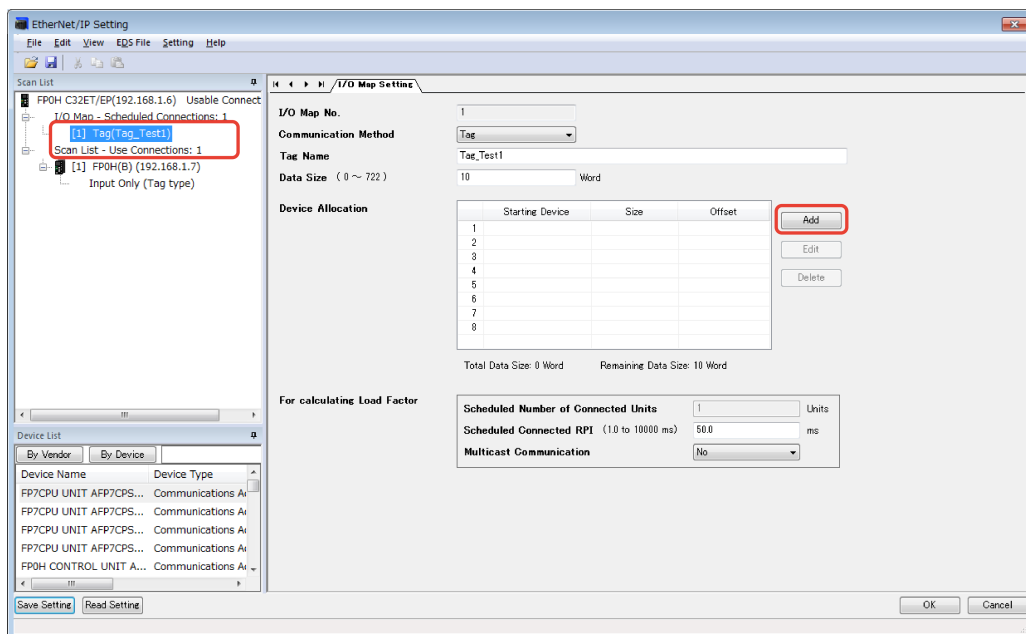 EtherNet/IP Setting
File Edit View EDS File Setting Help
Scan List
FP0H C32ET/EP(192.168.1.6) Usable Connect
I/O Map - Scheduled Connections: 1
[1] Tag(Tag_Test1)
Scan List - Use Connections: 1
[1] FP0H(B) (192.168.1.7)
Input Only (Tag type)
Device List
By Vendor By Device
Device Name Device Type
FP7CPU UNIT AFP7CPS... Communications A
FP7CPU UNIT AFP7CPS... Communications A
FP7CPU UNIT AFP7CPS... Communications A
FP7CPU UNIT AFP7CPS... Communications A
FP0H CONTROL UNIT A... Communications A
Save Setting Read Setting
I/O Map Setting
I/O Map No. 1
Communication Method Tag
Tag Name Tag_Test1
Data Size ( 0 ~ 722 ) 10 Word
Device Allocation
Starting Device Size Offset
1
2
3
4
5
6
7
8
Add
Edit
Delete
Total Data Size: 0 Word Remaining Data Size: 10 Word
For calculating Load Factor
Scheduled Number of Connected Units 1 Units
Scheduled Connected RPI (1.0 to 10000 ms) 50.0 ms
Multicast Communication No
OK Cancel